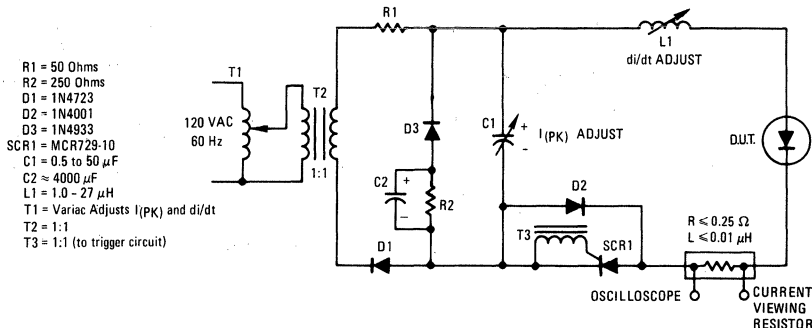 R1 = 50 Ohms
R2 = 250 Ohms
D1 = 1N4723
D2 = 1N4001
D3 = 1N4933
SCR1 = MCR729-10
C1 = 0.5 to 50 μF
C2 ≈ 4000 μF
L1 = 1.0 - 27 μH
T1 = Variac Adjusts I(PK) and di/dt
T2 = 1:1
T3 = 1:1 (to trigger circuit)
T1
120 VAC
60 Hz
T2
1:1
R1
D3
C2
+
–
R2
D1
C1
+
–
I(PK) ADJUST
D2
T3
SCR1
L1
di/dt ADJUST
D.U.T.
R ≤ 0.25 Ω
L ≤ 0.01 μH
OSCILLOSCOPE
CURRENT
VIEWING
RESISTOR